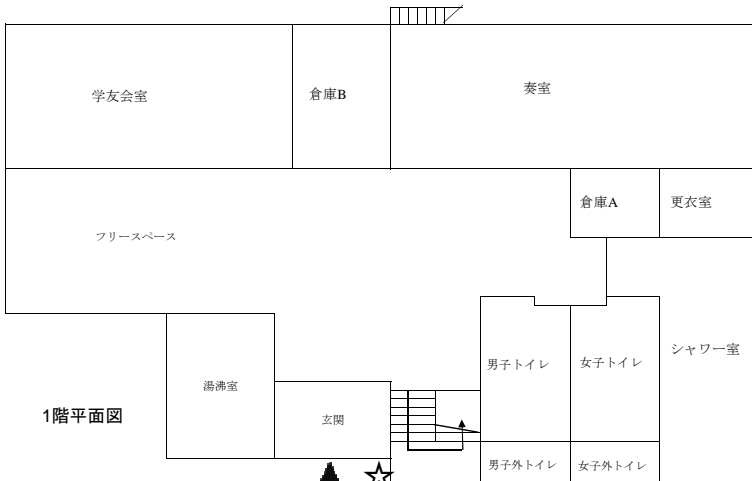 学友会室
倉庫B
奏室
倉庫A
更衣室
フリースペース
男子トイレ
女子トイレ
シャワー室
湯沸室
1階平面図
玄関
男子外トイレ
女子外トイレ